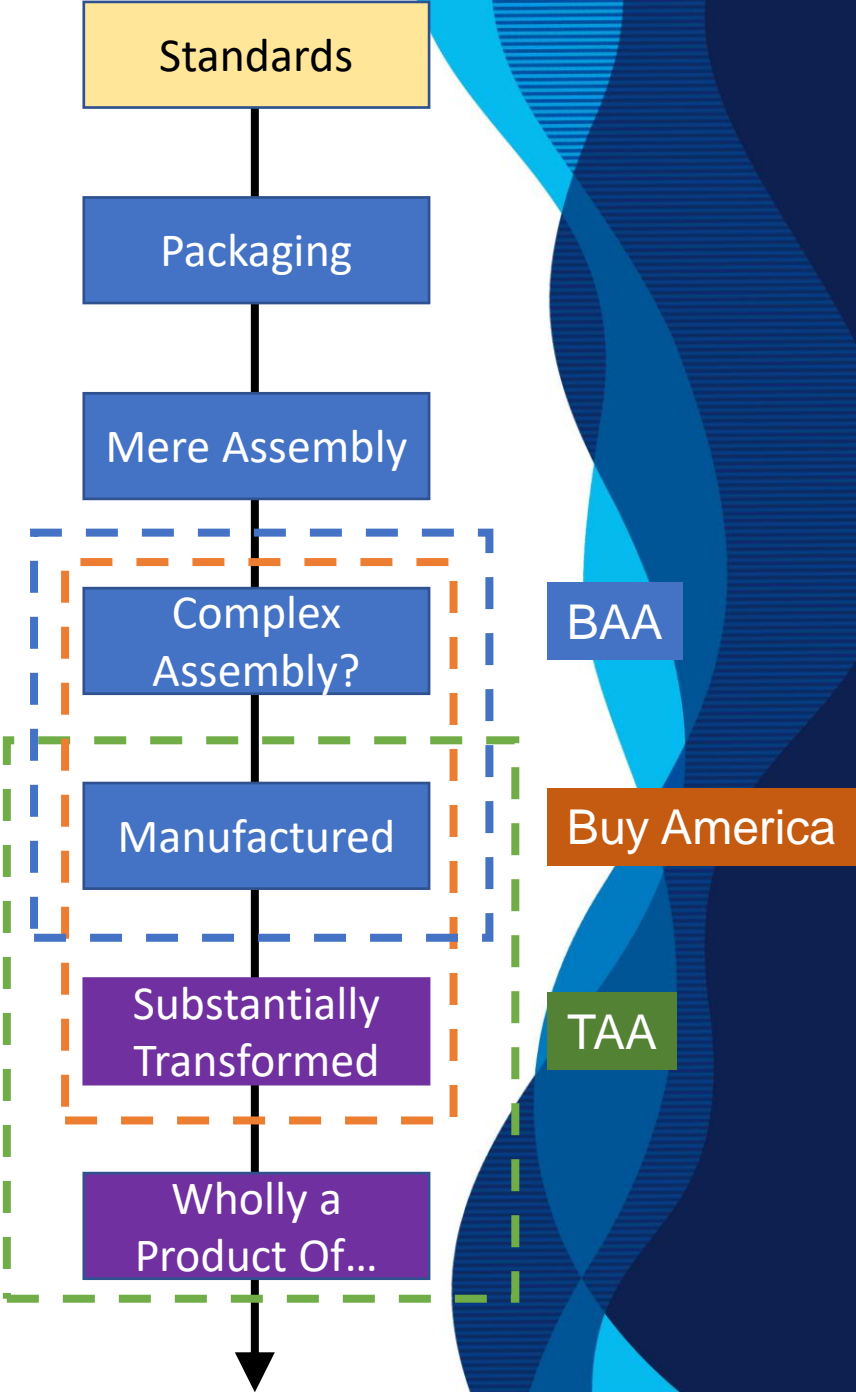 Standards
Packaging
Mere Assembly
Complex
Assembly?
BAA
Manufactured
Buy America
Substantially
Transformed
TAA
Wholly a
Product Of...